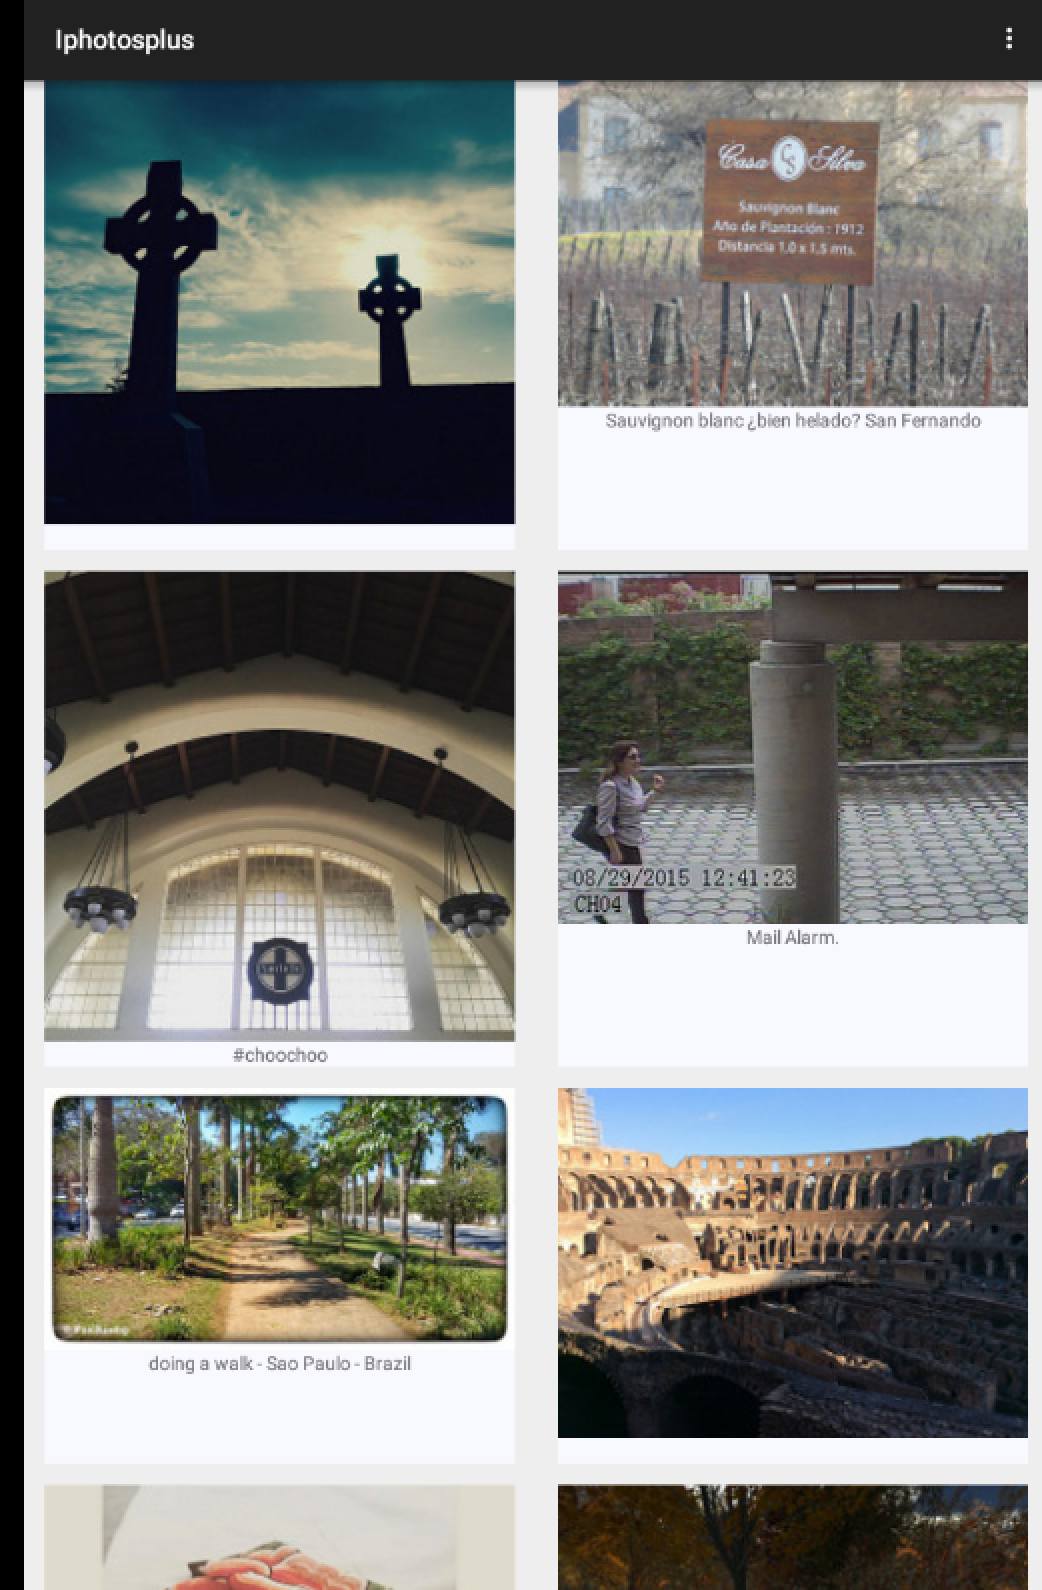 Iphotosplus
Casa CS Silva
Sauvignon Blanc
Año de Plantación : 1912
Distancia 1,0 x 1,5 mts.
Sauvignon blanc ¿bien helado? San Fernando
#choochoo
08/29/2015 12:41:23
CH04
Mail Alarm.
doing a walk - Sao Paulo - Brazil